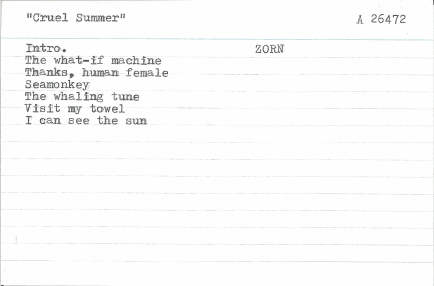 "Cruel Summer" A 26472
Intro. ZORN
The what-if machine
Thanks, human female
Seamonkey
The whaling tune
Visit my towel
I can see the sun